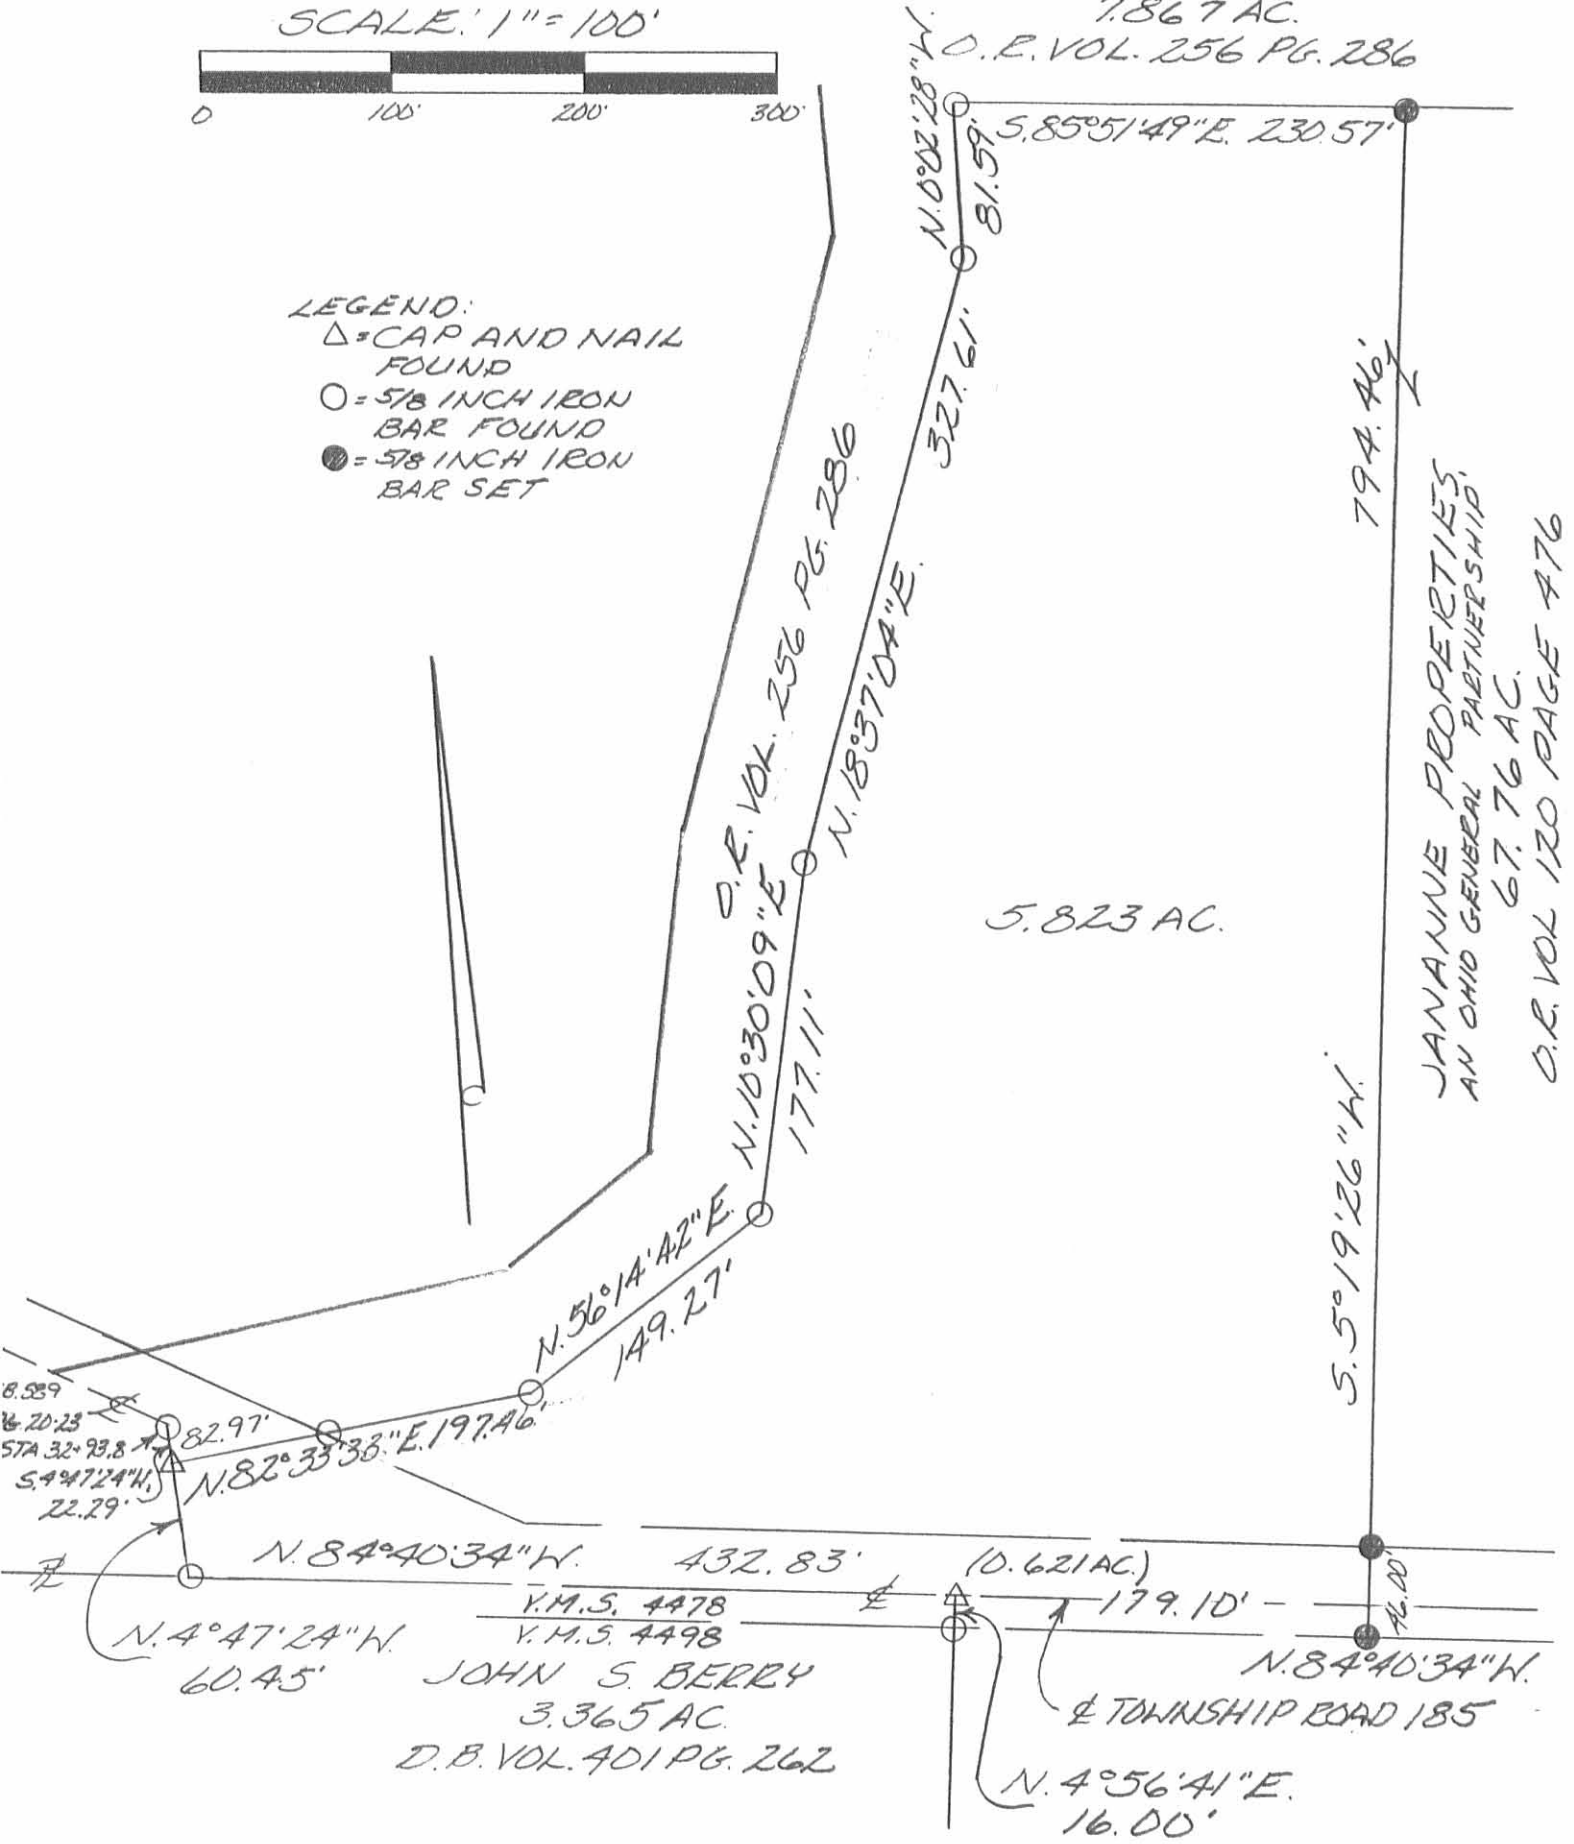 SCALE: 1" = 100'
0 100' 200' 300'
7.867 AC.
O.R. VOL. 256 PG. 286
N. 0°02'28" W.
81.59'
S. 85°51'49" E. 230.57'
LEGEND:
△ = CAP AND NAIL
FOUND
○ = 5/8 INCH IRON
BAR FOUND
● = 5/8 INCH IRON
BAR SET
327.61'
N. 18°37'04" E.
O.R. VOL. 256 PG. 286
794.46'
S. 5°19'26" W.
JANANNE PROPERTIES,
AN OHIO GENERAL PARTNERSHIP
67.76 AC.
O.R. VOL 120 PAGE 476
5.823 AC.
N. 10°30'09" E
177.11'
N. 56°14'42" E.
149.27'
8.589
PG. 20-23
STA 32+93.8
S. 4°47'24" W.
22.29'
82.97'
N. 82°33'33" E. 197.46'
N. 84°40'34" W. 432.83' (0.621 AC.)
V.M.S. 4478
V.M.S. 4498
179.10'
46.00'
N. 4°47'24" W.
60.45'
JOHN S. BERRY
3.365 AC.
D.B. VOL. 401 PG. 262
N. 84°40'34" W.
℄ TOWNSHIP ROAD 185
N. 4°56'41" E.
16.00'